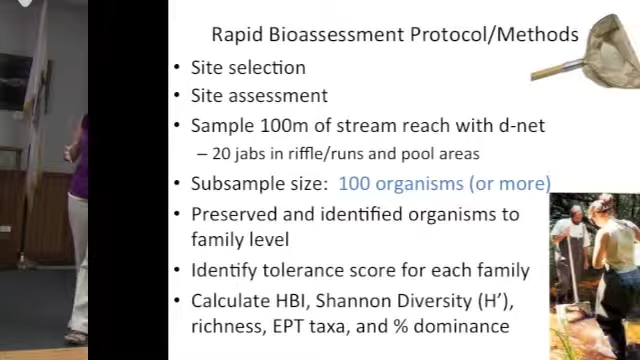 Rapid Bioassessment Protocol/Methods
• Site selection
• Site assessment
• Sample 100m of stream reach with d-net
– 20 jabs in riffle/runs and pool areas
• Subsample size: 100 organisms (or more)
• Preserved and identified organisms to
family level
• Identify tolerance score for each family
• Calculate HBI, Shannon Diversity (H’),
richness, EPT taxa, and % dominance